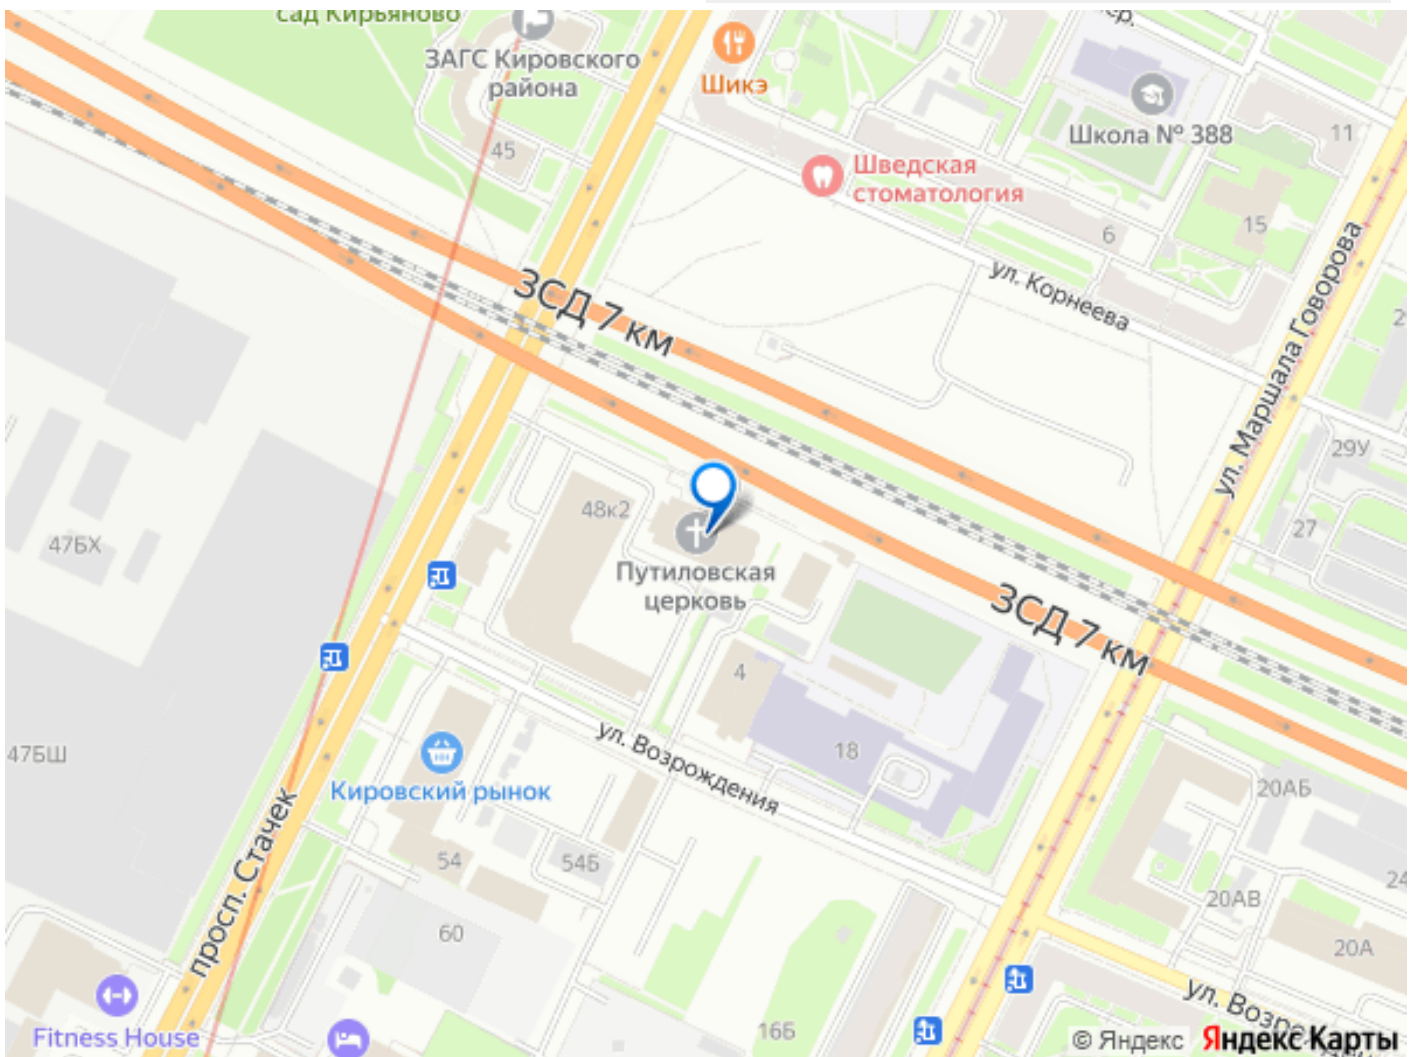 сад Кирьяново
ЗАГС Кировского
района
45
Шикэ
Школа № 388
11
Шведская
стоматология
15
6
ул. Корнеева
ул. Маршала Говорова
ЗСД 7 км
29У
27
48к2
47БХ
Путиловская
церковь
ЗСД 7 км
4
18
ул. Возрождения
47БШ
Кировский рынок
20АБ
просп. Стачек
54
54Б
24
20АВ
60
20А
Fitness House
16Б
ул. Возро
© Яндекс Яндекс Карты